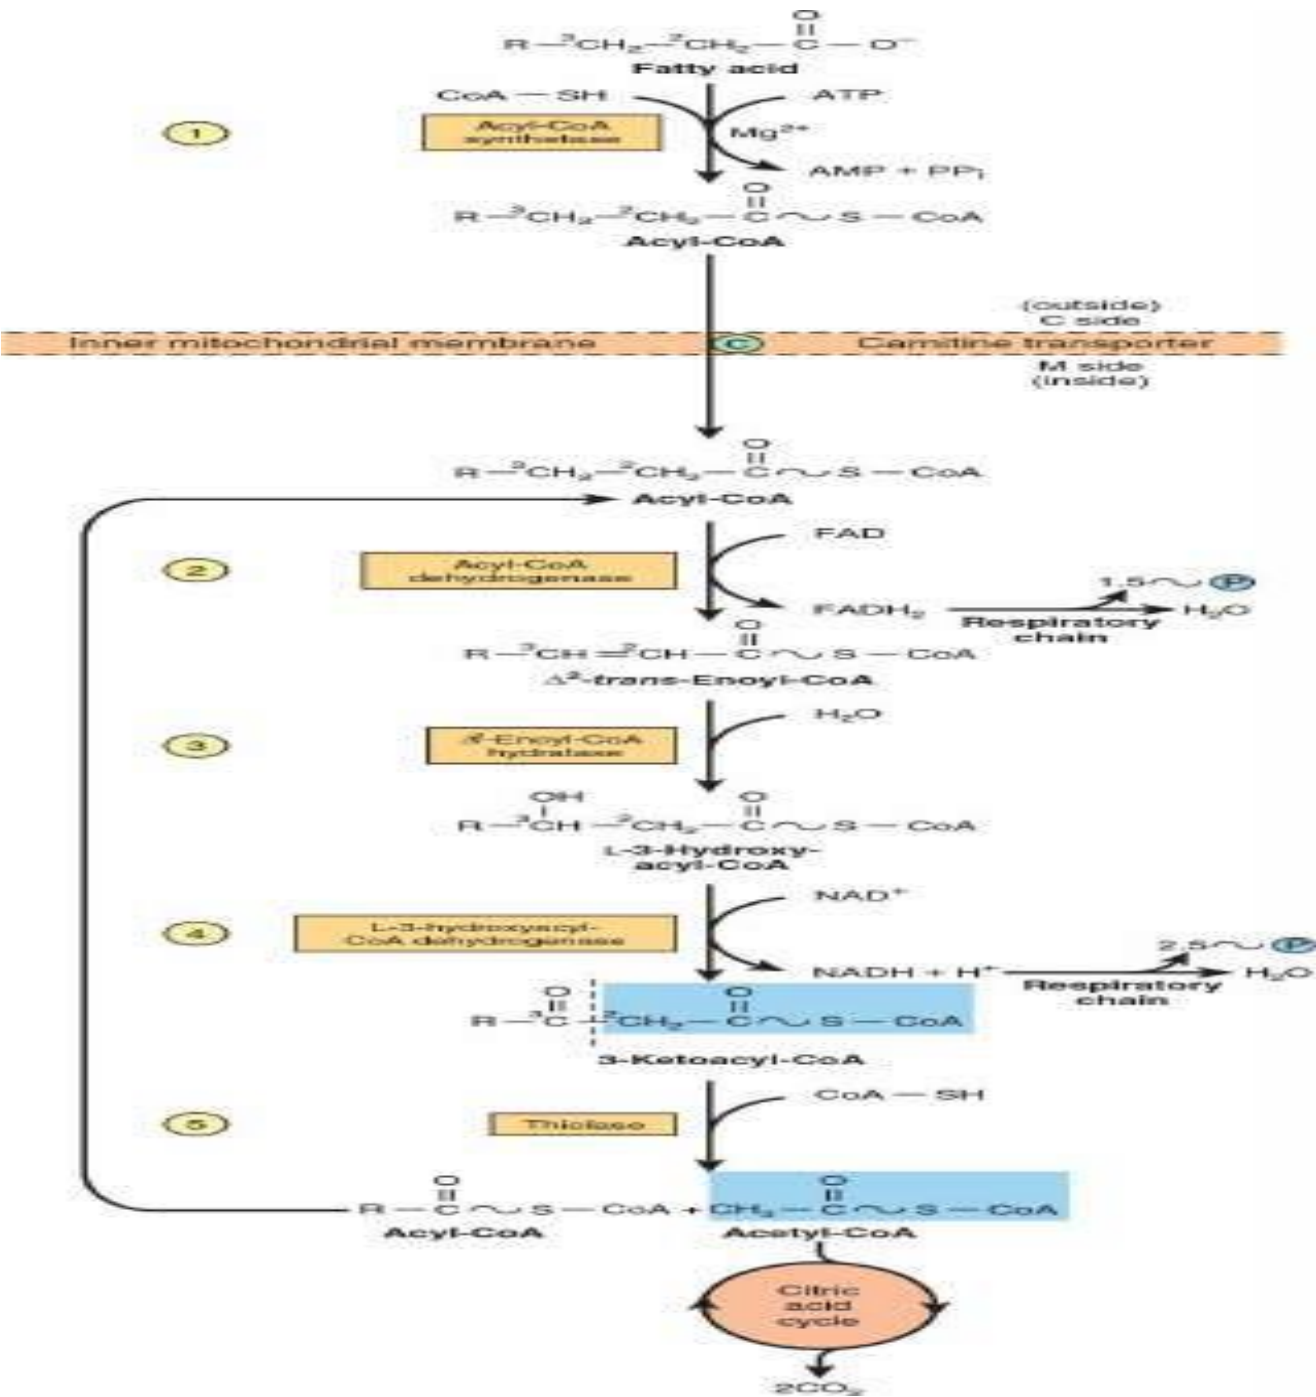 O
R — ³CH₂ — ²CH₂ — C — O⁻
Fatty acid
CoA — SH
ATP
1
Acyl-CoA
synthetase
Mg²⁺
AMP + PPi
O
R — ³CH₂ — ²CH₂ — C ~ S — CoA
Acyl-CoA
(outside)
C side
Inner mitochondrial membrane
C
Carnitine transporter
M side
(inside)
O
R — ³CH₂ — ²CH₂ — C ~ S — CoA
Acyl-CoA
FAD
2
Acyl-CoA
dehydrogenase
1.5 ~ P
FADH₂
H₂O
Respiratory
chain
O
R — ³CH = ²CH — C ~ S — CoA
Δ²-trans-Enoyl-CoA
H₂O
3
-Enoyl-CoA
hydratase
OH
O
R — ³CH — ²CH₂ — C ~ S — CoA
L-3-Hydroxy-
acyl-CoA
NAD⁺
4
L-3-hydroxyacyl-
CoA dehydrogenase
2.5 ~ P
NADH + H⁺
H₂O
Respiratory
chain
O
O
R — ³C — ²CH₂ — C ~ S — CoA
3-Ketoacyl-CoA
CoA — SH
5
Thiolase
O
O
R — C ~ S — CoA + CH₃ — C ~ S — CoA
Acyl-CoA
Acetyl-CoA
Citric
acid
cycle
2CO₂